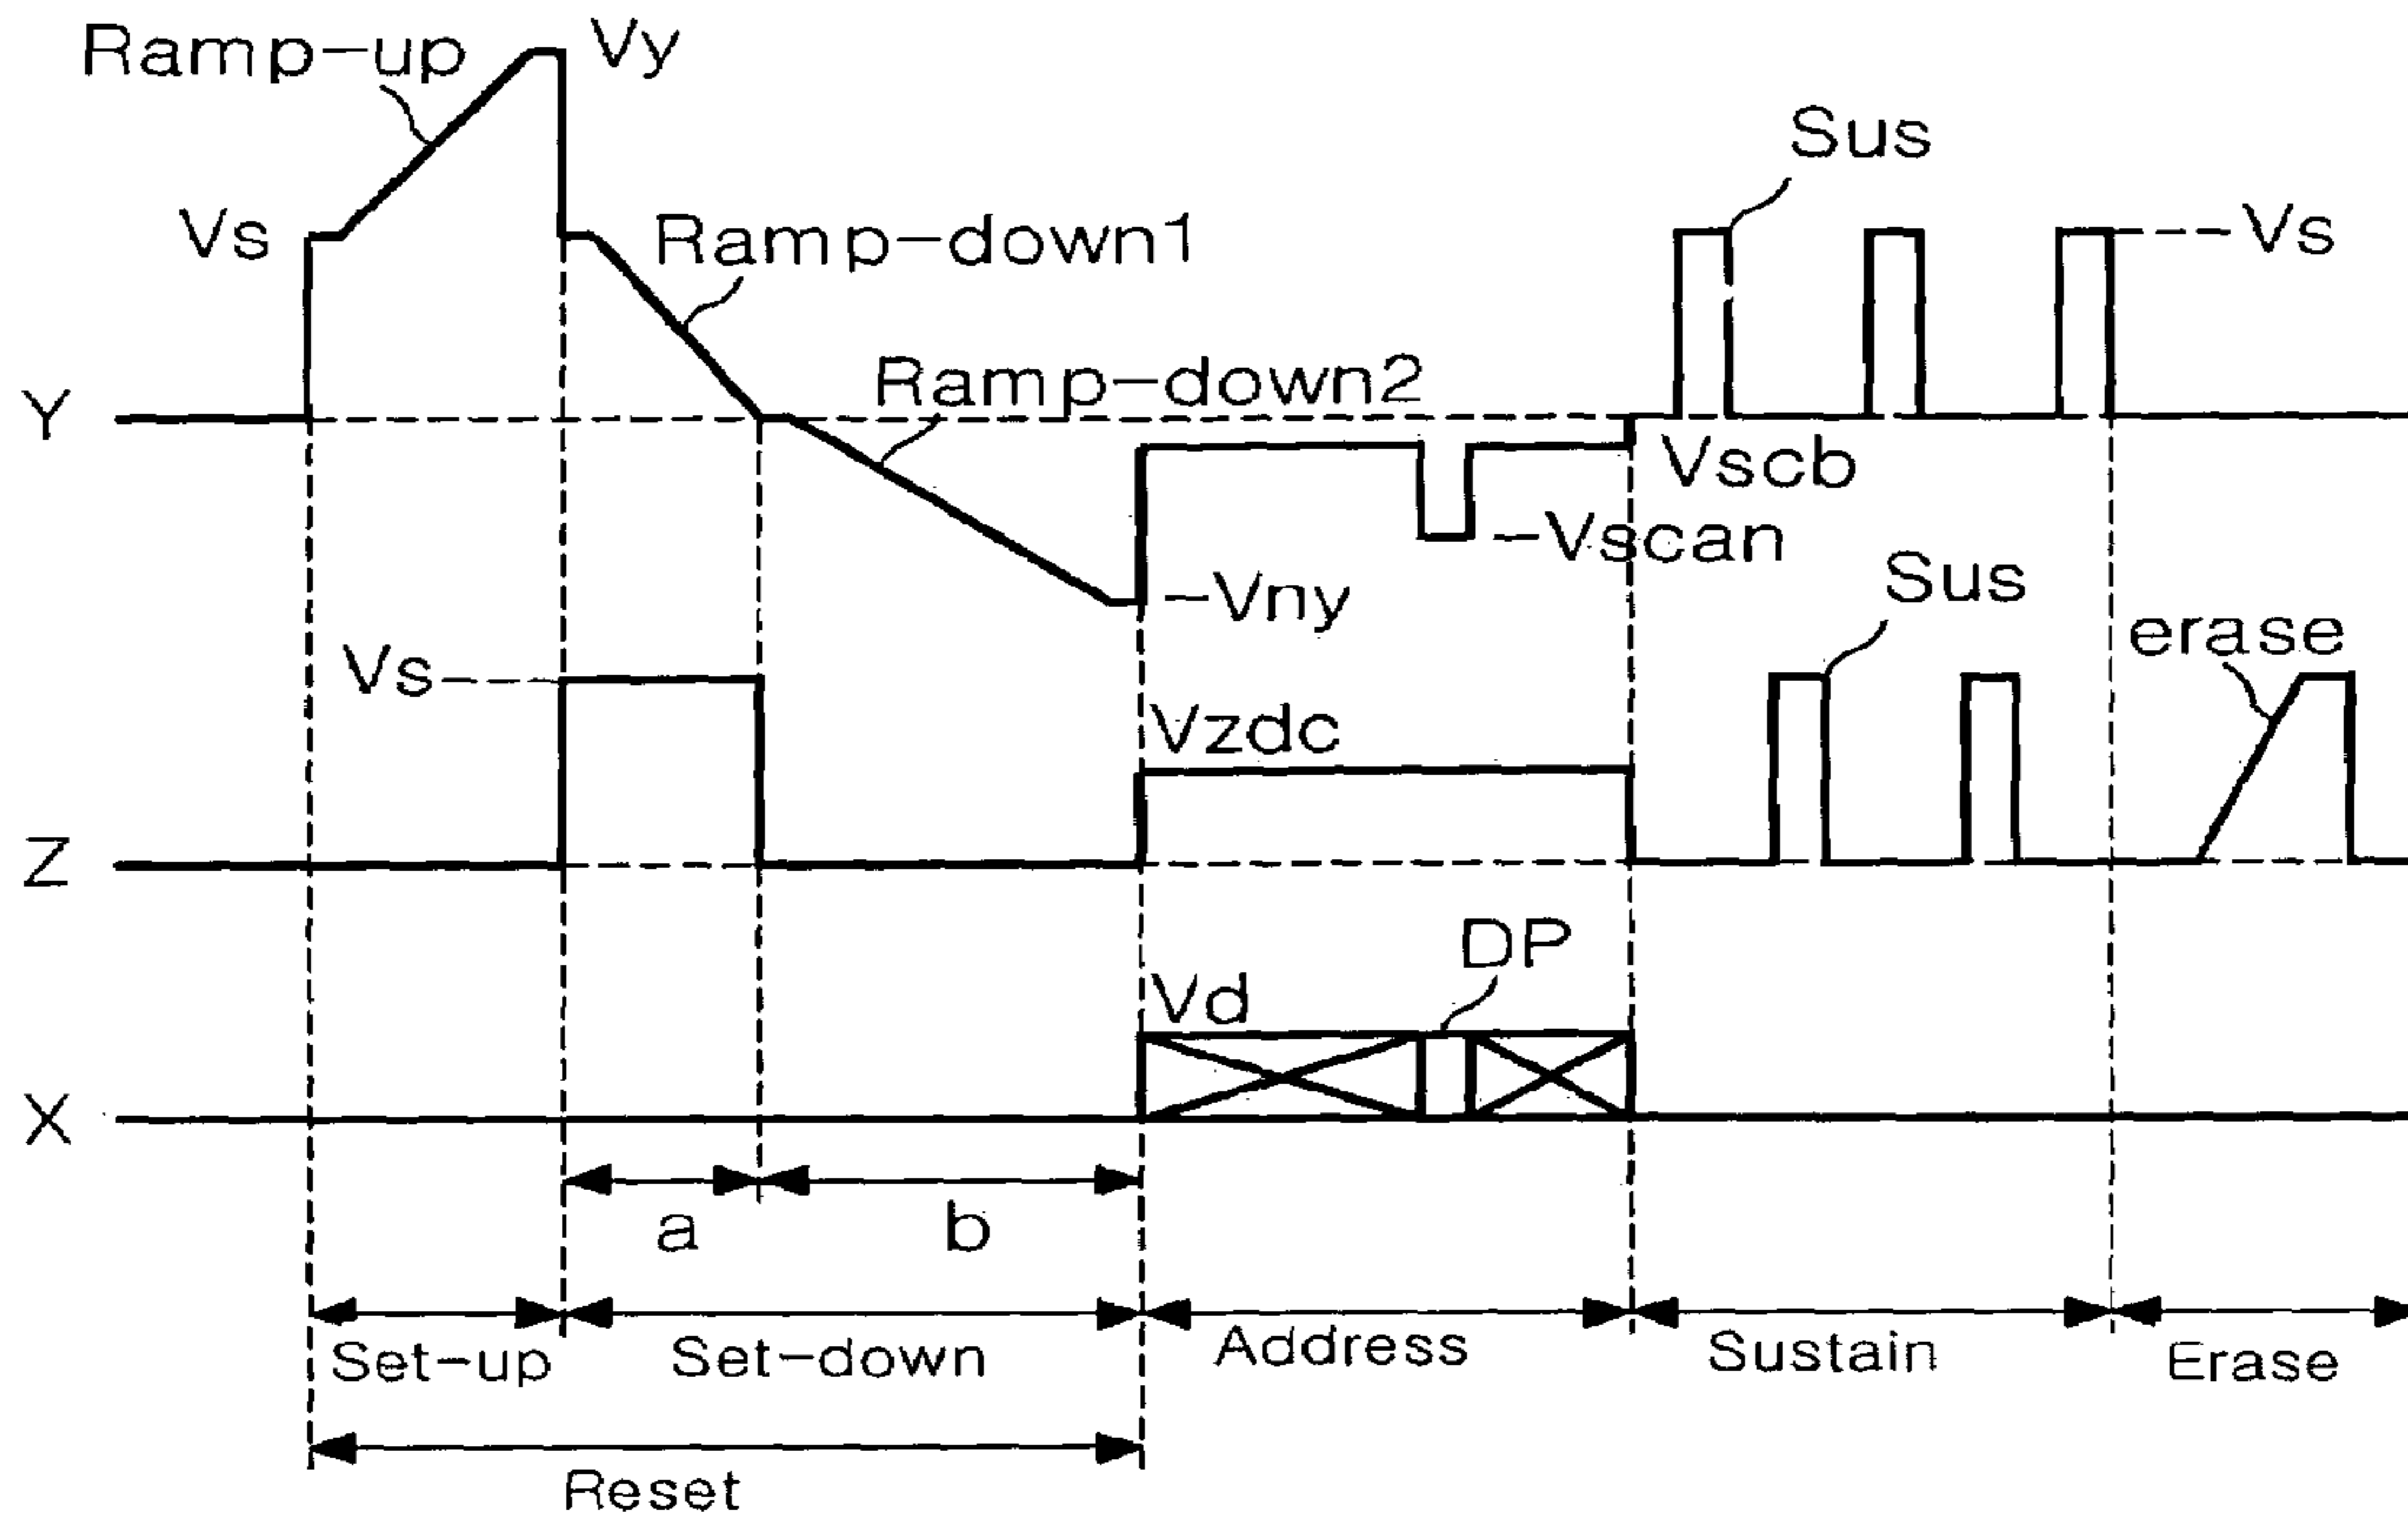 Ramp-up
Vy
Sus
Vs
Ramp-down1
Vs
Ramp-down2
Y
Vscb
-Vscan
-Vny
Sus
erase
Vs
Vzdc
Z
DP
Vd
X
a
b
Set-up
Set-down
Address
Sustain
Erase
Reset